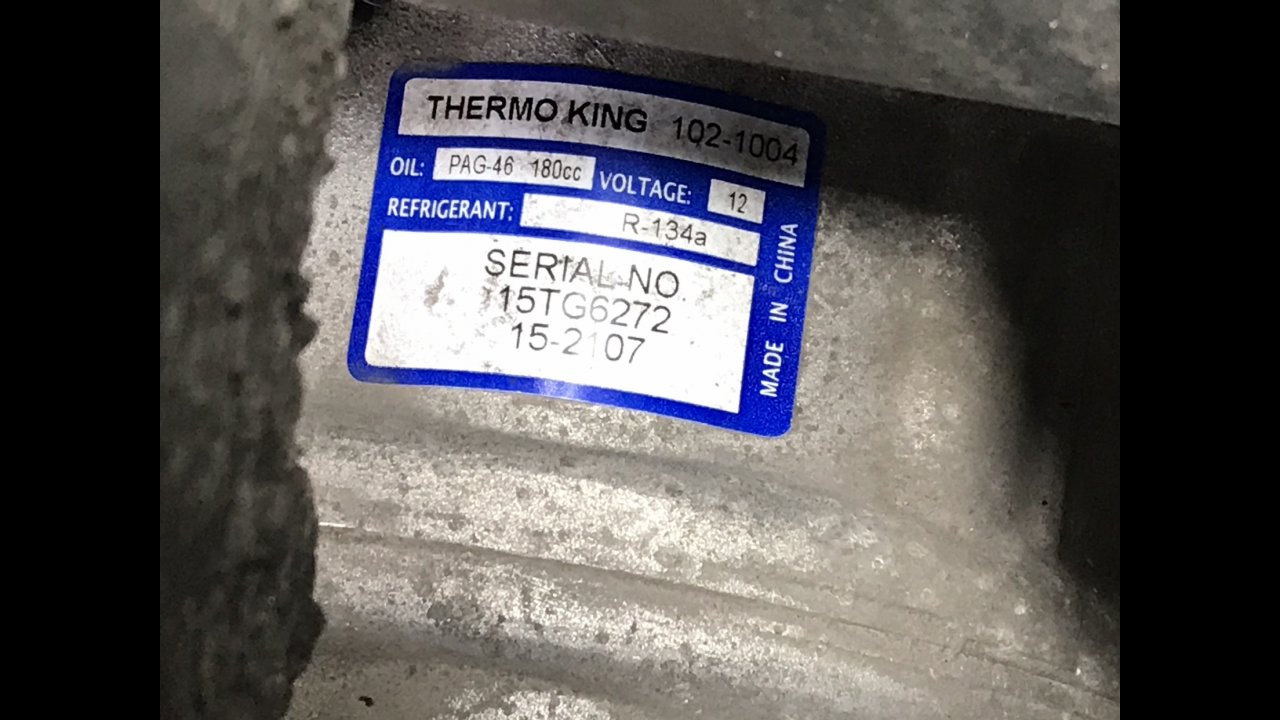 THERMO KING 102-1004
OIL: PAG-46 180cc VOLTAGE: 12
REFRIGERANT: R-134a
SERIAL NO.
15TG6272
15-2107
MADE IN CHINA